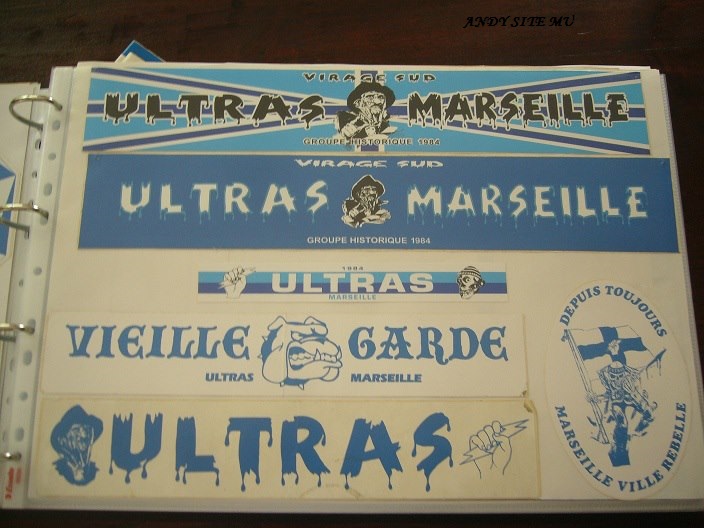 ANDY SITE MU
VIRAGE SUD
ULTRAS MARSEILLE
GROUPE HISTORIQUE 1984
VIRAGE SUD
ULTRAS MARSEILLE
GROUPE HISTORIQUE 1984
1984
ULTRAS
MARSEILLE
VIEILLE GARDE
ULTRAS MARSEILLE
ULTRAS
DEPUIS TOUJOURS
MARSEILLE VILLE REBELLE